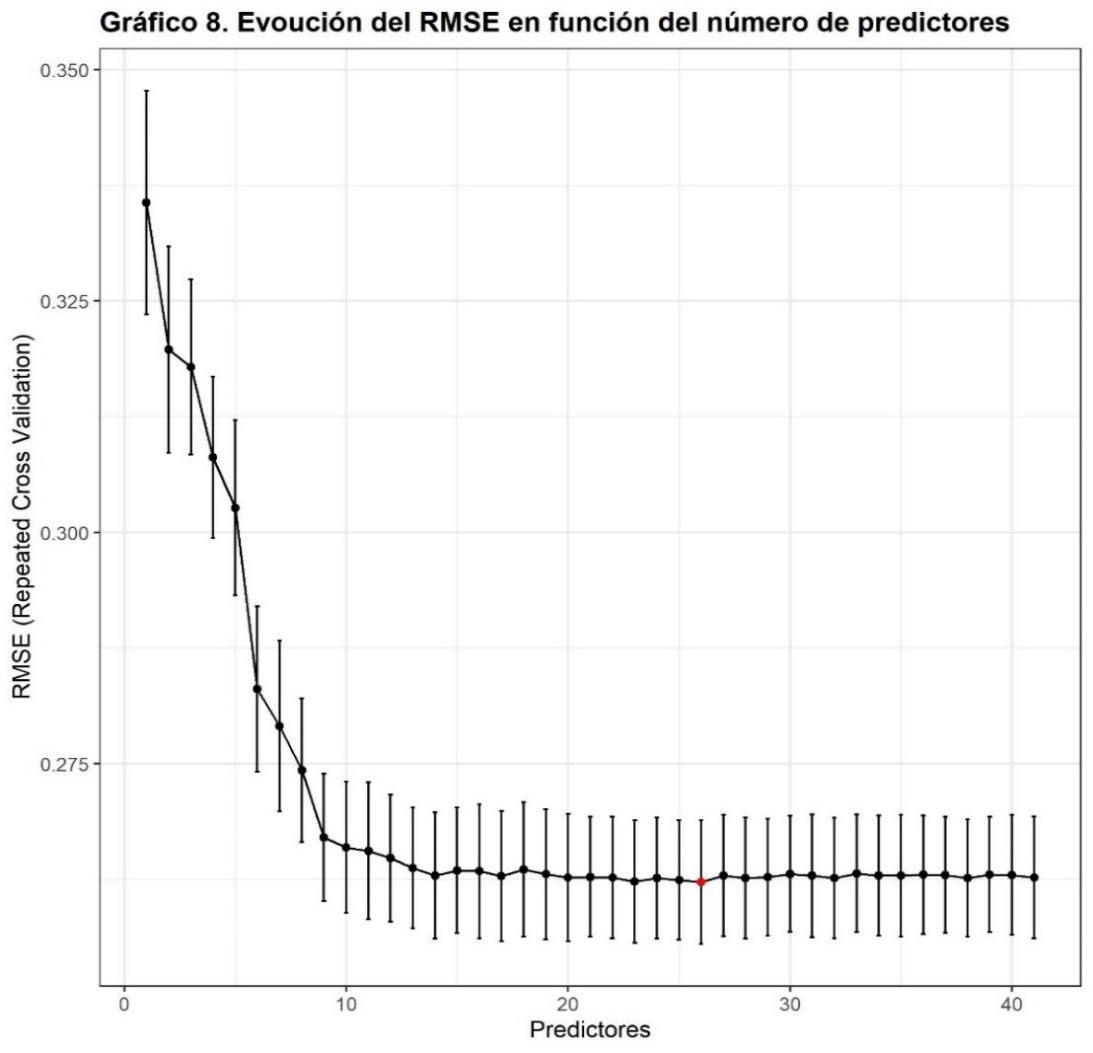 Gráfico 8. Evoución del RMSE en función del número de predictores
RMSE (Repeated Cross Validation)
0.350
0.325
0.300
0.275
0 10 20 30 40
Predictores